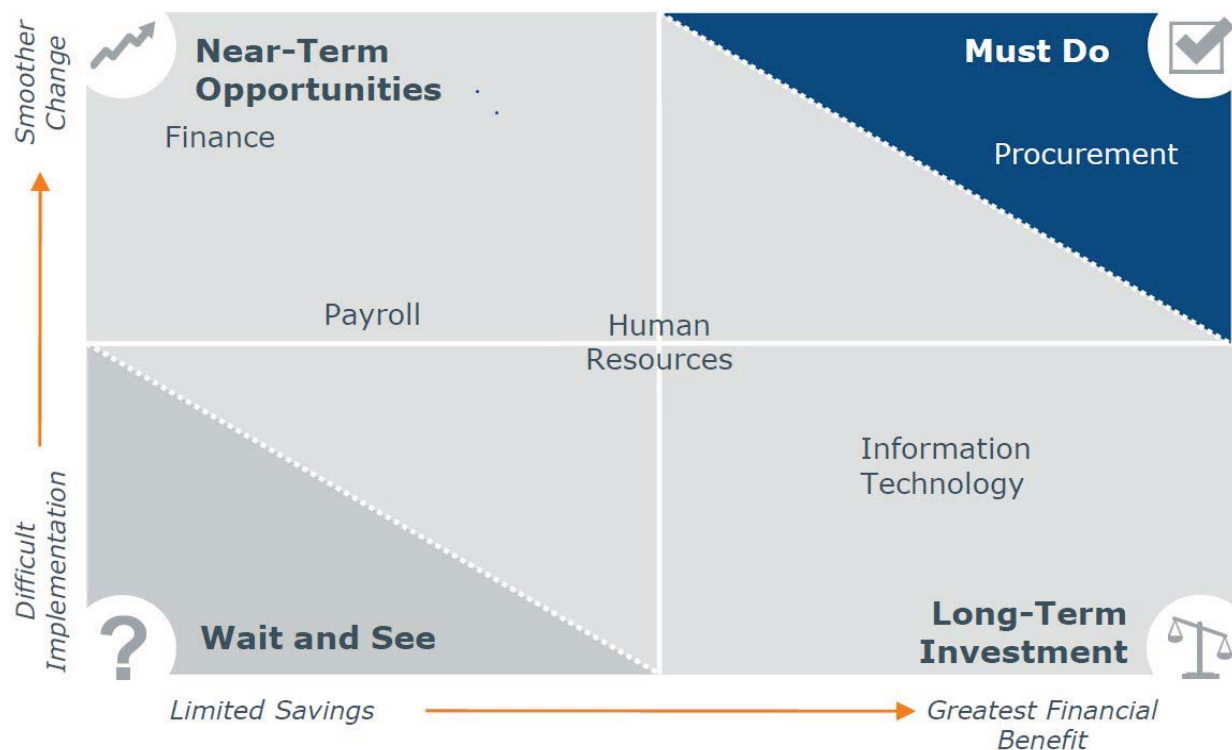 Smoother
Change
Near-Term
Opportunities
Finance
Must Do
Procurement
Payroll
Human
Resources
Information
Technology
Difficult
Implementation
Wait and See
?
Long-Term
Investment
Limited Savings
Greatest Financial
Benefit